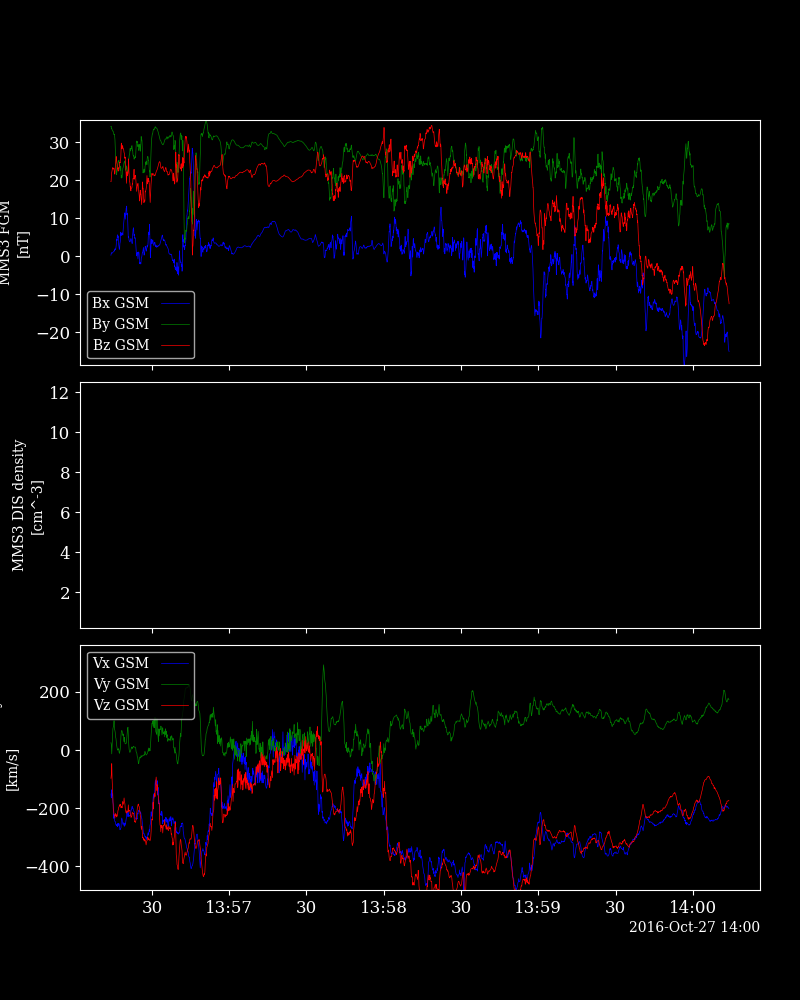 30
20
10
0
−10
−20
MMS3 FGM
[nT]
Bx GSM
By GSM
Bz GSM
12
10
8
6
4
2
MMS3 DIS density
[cm^-3]
Vx GSM
Vy GSM
Vz GSM
200
0
−200
−400
[km/s]
30 13:57 30 13:58 30 13:59 30 14:00
2016-Oct-27 14:00